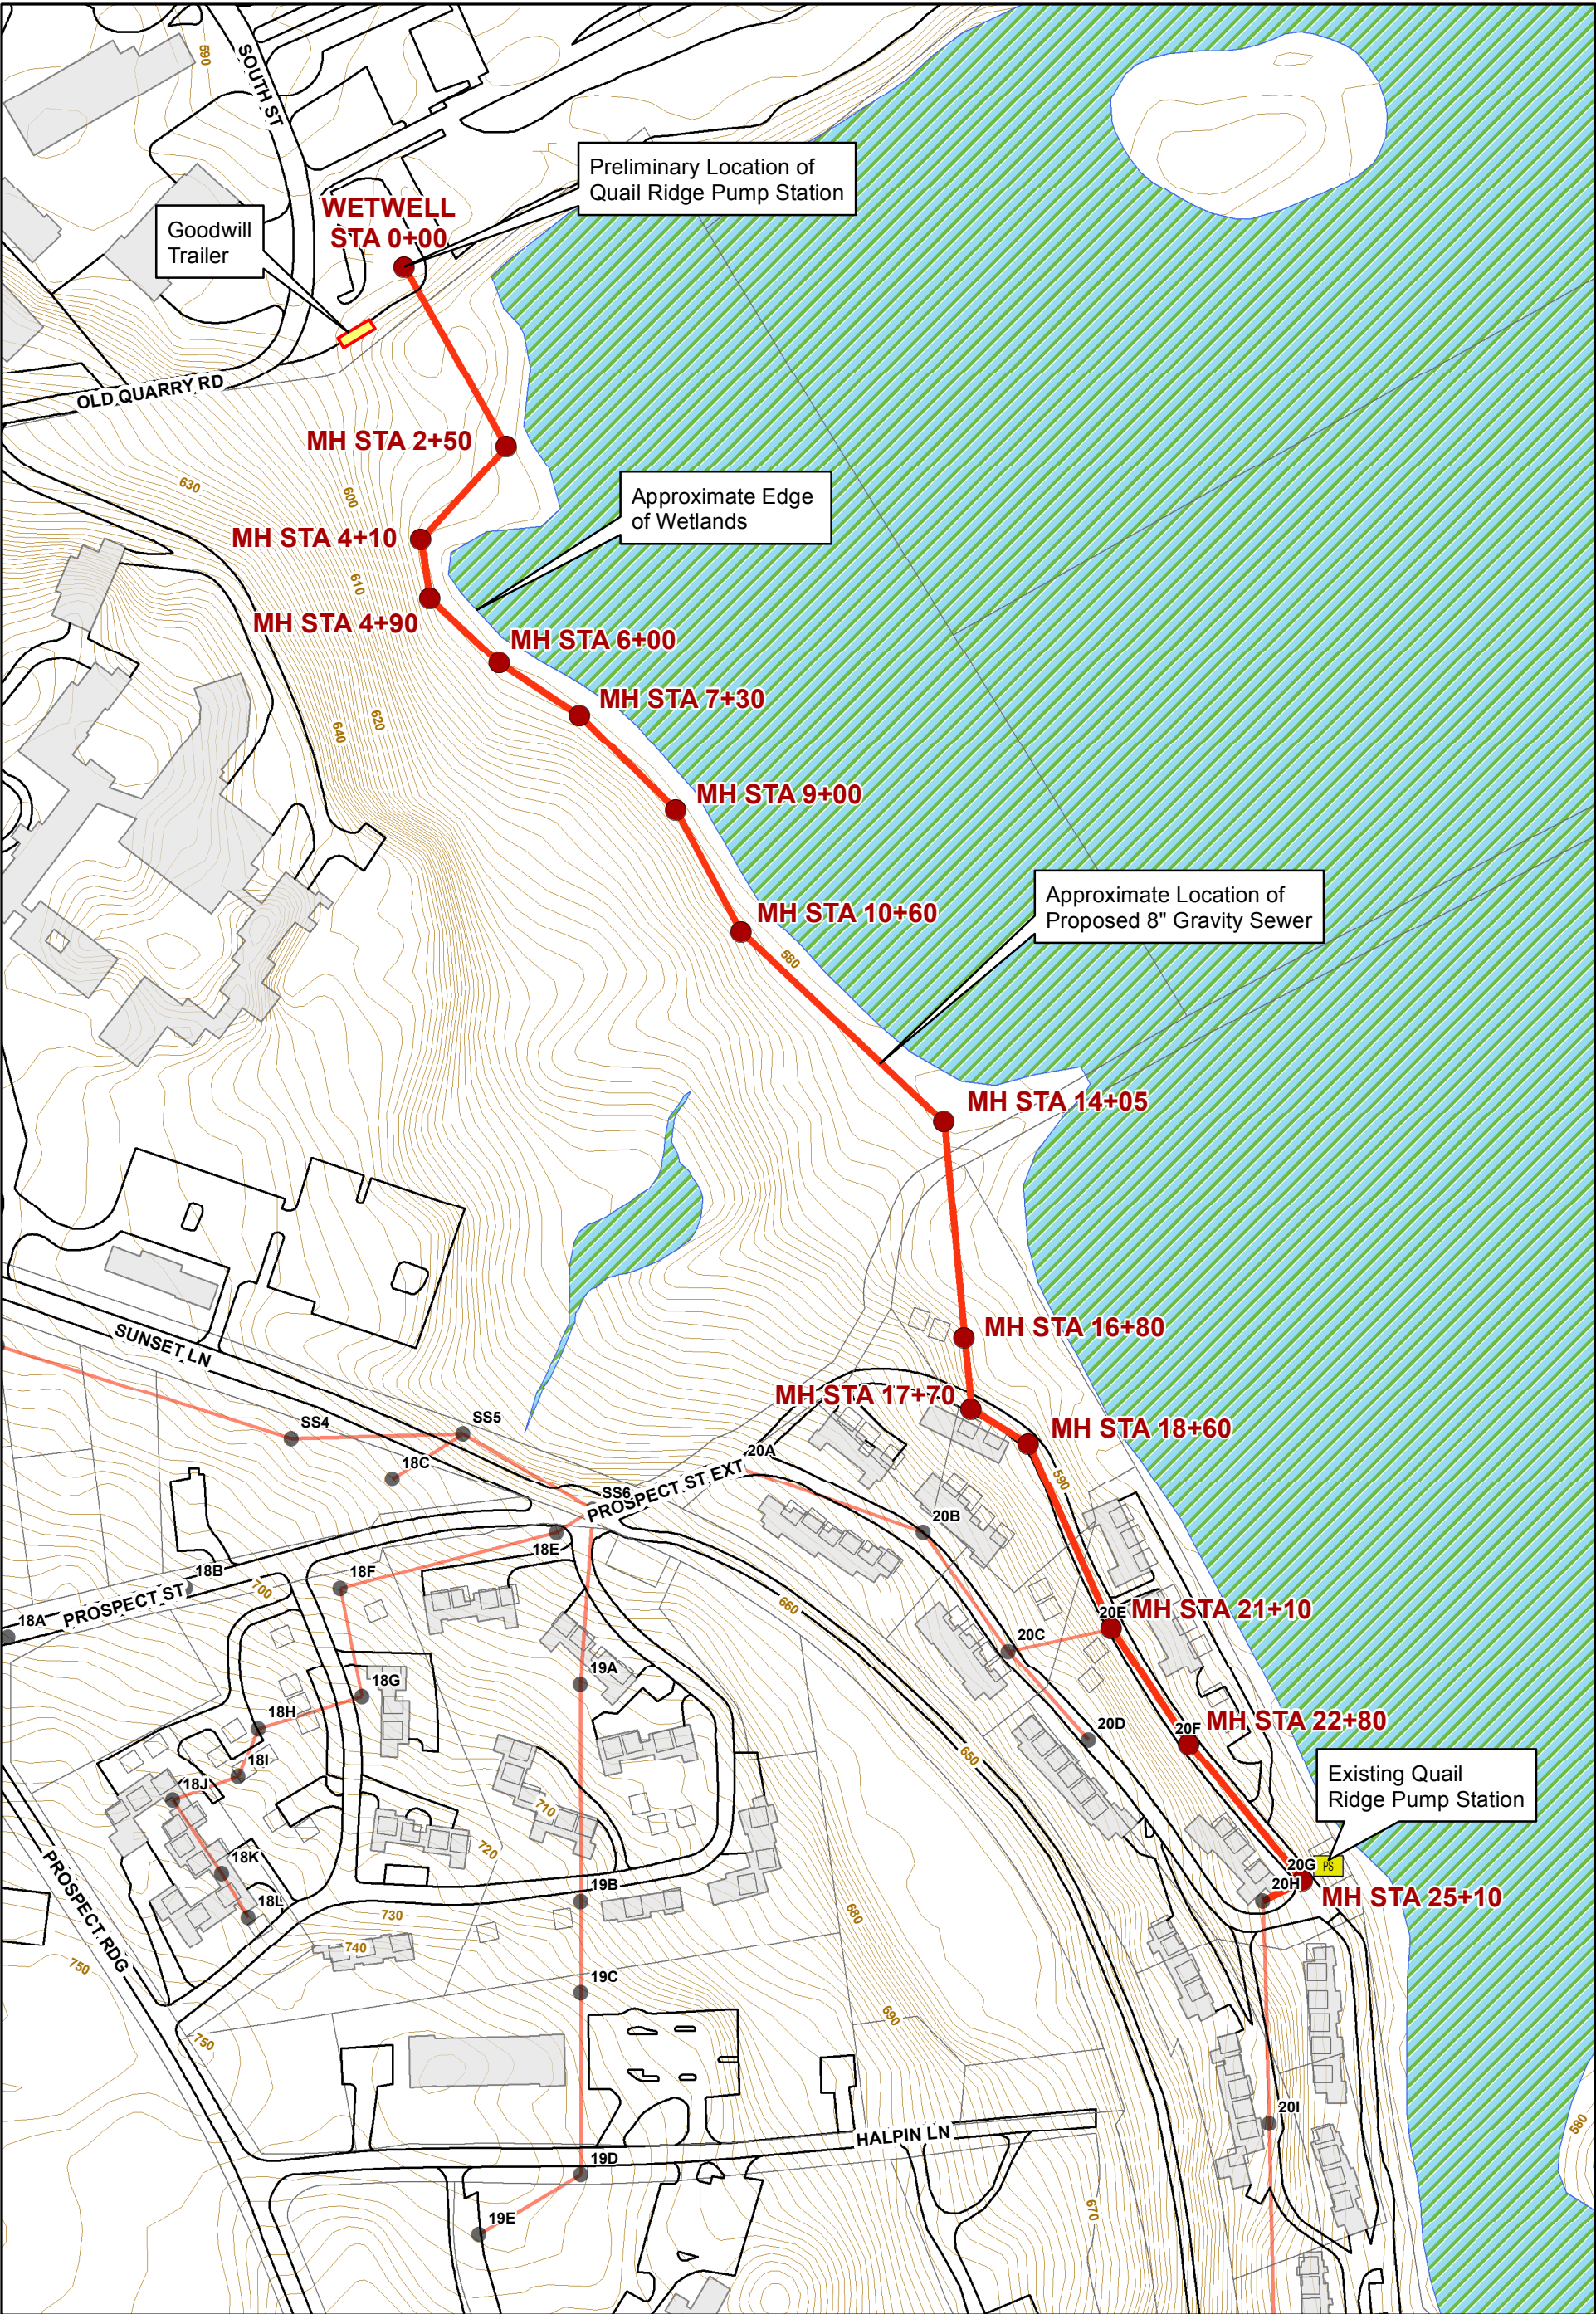 590
SOUTH ST
Preliminary Location of
Quail Ridge Pump Station
WETWELL
STA 0+00
Goodwill
Trailer
OLD QUARRY RD
MH STA 2+50
630
600
Approximate Edge
of Wetlands
MH STA 4+10
610
MH STA 4+90
MH STA 6+00
MH STA 7+30
620
640
MH STA 9+00
Approximate Location of
Proposed 8" Gravity Sewer
MH STA 10+60
580
MH STA 14+05
MH STA 16+80
SUNSET LN
MH STA 17+70
SS4
SS5
MH STA 18+60
20A
18C
590
PROSPECT ST EXT
SS6
20B
18E
18B
18F
700
PROSPECT ST
660
18A
20E
MH STA 21+10
20C
19A
18G
18H
20D
20F
MH STA 22+80
650
18I
Existing Quail
Ridge Pump Station
18J
710
720
PS
20G
18K
20H
19B
MH STA 25+10
18L
730
680
PROSPECT RDG
740
750
19C
690
750
20I
580
HALPIN LN
19D
670
19E